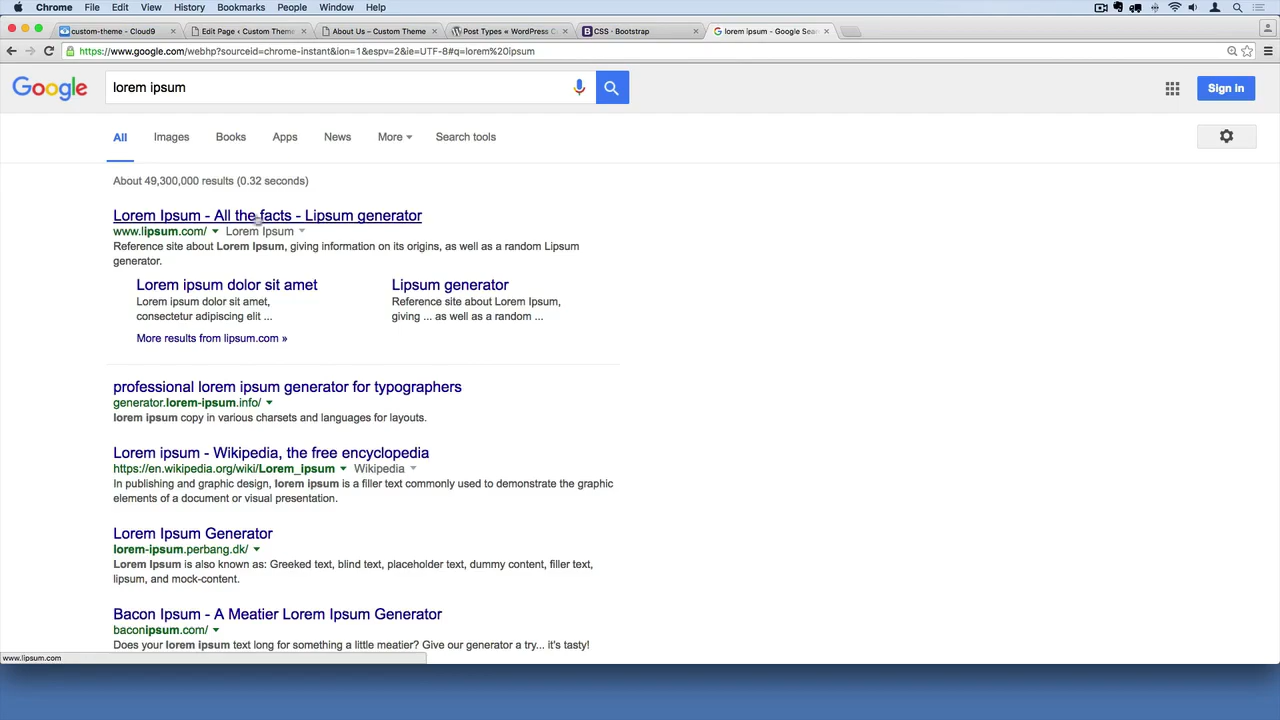 Chrome File Edit View History Bookmarks People Window Help
custom-theme - Cloud9 × Edit Page ‹ Custom Theme × About Us – Custom Theme × Post Types « WordPress C × CSS · Bootstrap × lorem ipsum - Google Sear ×
https://www.google.com/webhp?sourceid=chrome-instant&ion=1&espv=2&ie=UTF-8#q=lorem%20ipsum
Google
lorem ipsum
Sign in
All Images Books Apps News More Search tools
About 49,300,000 results (0.32 seconds)
Lorem Ipsum - All the facts - Lipsum generator
www.lipsum.com/ Lorem Ipsum
Reference site about Lorem Ipsum, giving information on its origins, as well as a random Lipsum
generator.
Lorem ipsum dolor sit amet
Lorem ipsum dolor sit amet,
consectetur adipiscing elit ...
Lipsum generator
Reference site about Lorem Ipsum,
giving ... as well as a random ...
More results from lipsum.com »
professional lorem ipsum generator for typographers
generator.lorem-ipsum.info/
lorem ipsum copy in various charsets and languages for layouts.
Lorem ipsum - Wikipedia, the free encyclopedia
https://en.wikipedia.org/wiki/Lorem_ipsum Wikipedia
In publishing and graphic design, lorem ipsum is a filler text commonly used to demonstrate the graphic
elements of a document or visual presentation.
Lorem Ipsum Generator
lorem-ipsum.perbang.dk/
Lorem Ipsum is also known as: Greeked text, blind text, placeholder text, dummy content, filler text,
lipsum, and mock-content.
Bacon Ipsum - A Meatier Lorem Ipsum Generator
baconipsum.com/
Does your lorem ipsum text long for something a little meatier? Give our generator a try... it's tasty!
www.lipsum.com